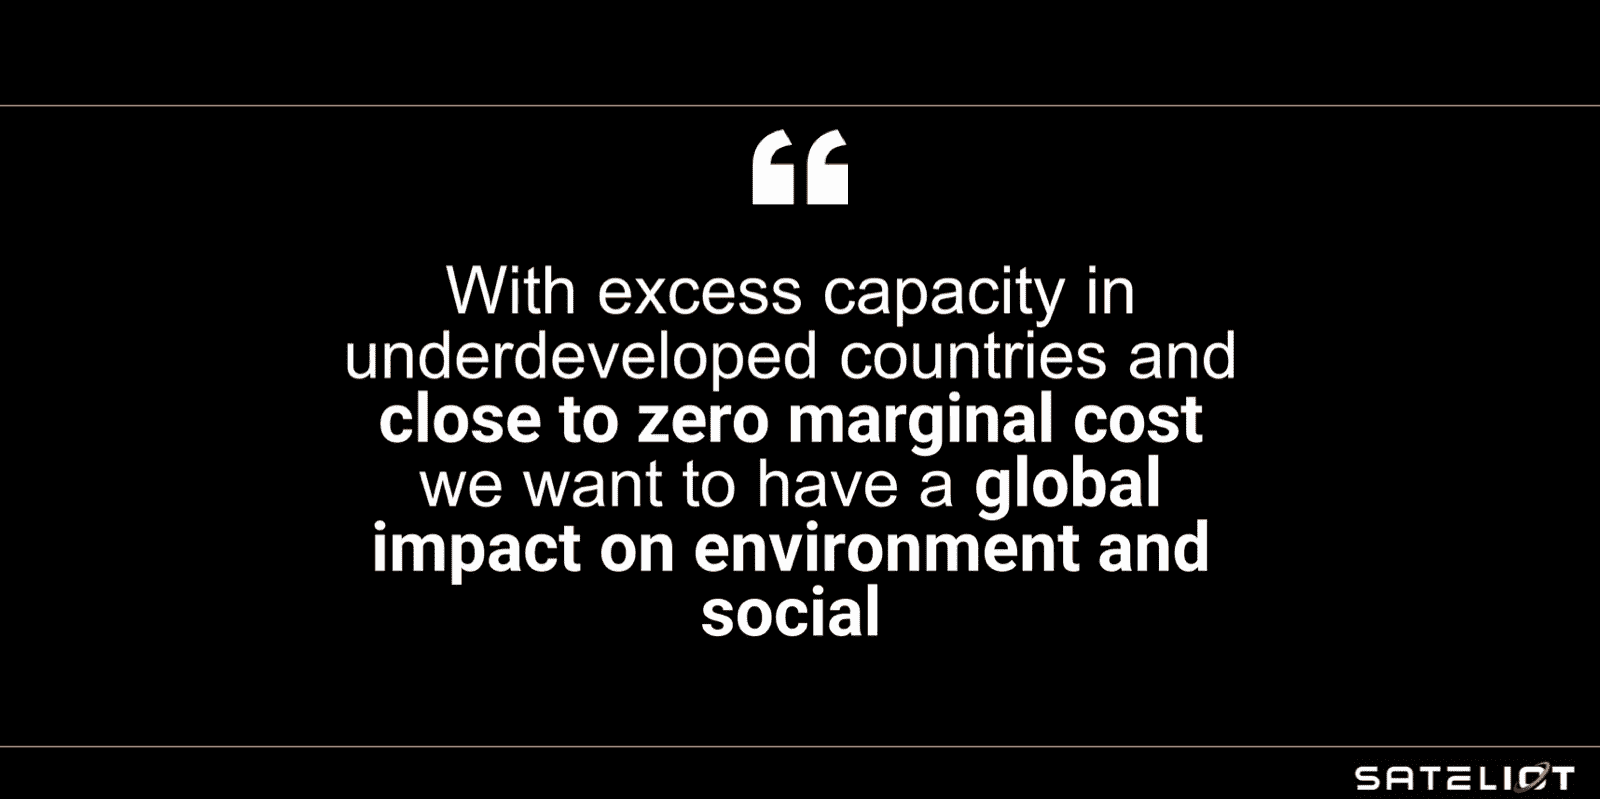 “
With excess capacity in
underdeveloped countries and
close to zero marginal cost
we want to have a global
impact on environment and
social
SATELIOT